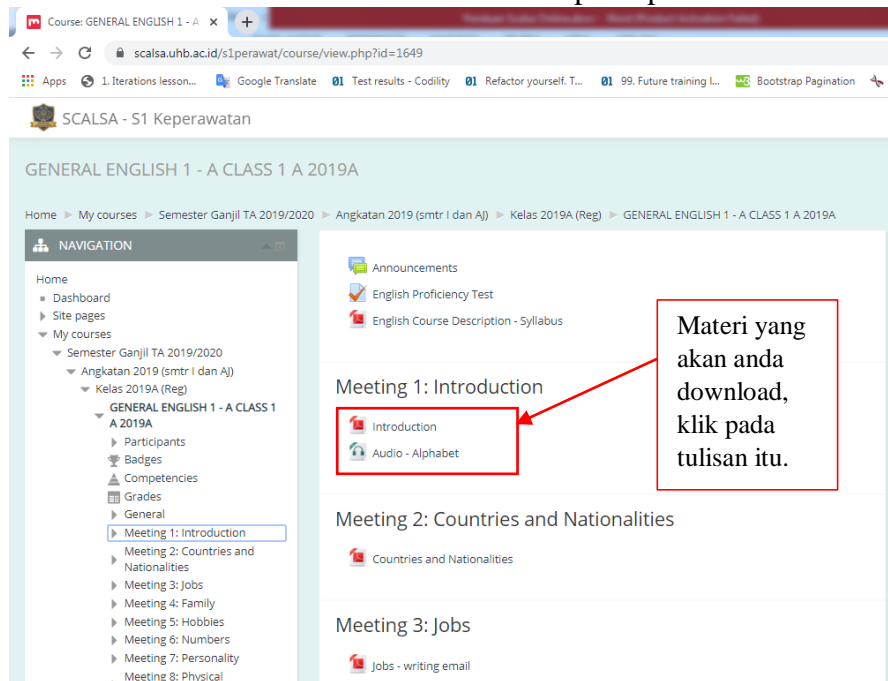 Course: GENERAL ENGLISH 1 - A
scalsa.uhb.ac.id/s1perawat/course/view.php?id=1649
Apps 1. Iterations lesson... Google Translate Test results - Codility Refactor yourself. T... 99. Future training l... Bootstrap Pagination
SCALSA - S1 Keperawatan
GENERAL ENGLISH 1 - A CLASS 1 A 2019A
Home My courses Semester Ganjil TA 2019/2020 Angkatan 2019 (smtr I dan AJ) Kelas 2019A (Reg) GENERAL ENGLISH 1 - A CLASS 1 A 2019A
NAVIGATION
Home
Dashboard
Site pages
My courses
Semester Ganjil TA 2019/2020
Angkatan 2019 (smtr I dan AJ)
Kelas 2019A (Reg)
GENERAL ENGLISH 1 - A CLASS 1
A 2019A
Participants
Badges
Competencies
Grades
General
Meeting 1: Introduction
Meeting 2: Countries and
Nationalities
Meeting 3: Jobs
Meeting 4: Family
Meeting 5: Hobbies
Meeting 6: Numbers
Meeting 7: Personality
Meeting 8: Physical
Announcements
English Proficiency Test
English Course Description - Syllabus
Meeting 1: Introduction
Introduction
Audio - Alphabet
Materi yang
akan anda
download,
klik pada
tulisan itu.
Meeting 2: Countries and Nationalities
Countries and Nationalities
Meeting 3: Jobs
Jobs - writing email